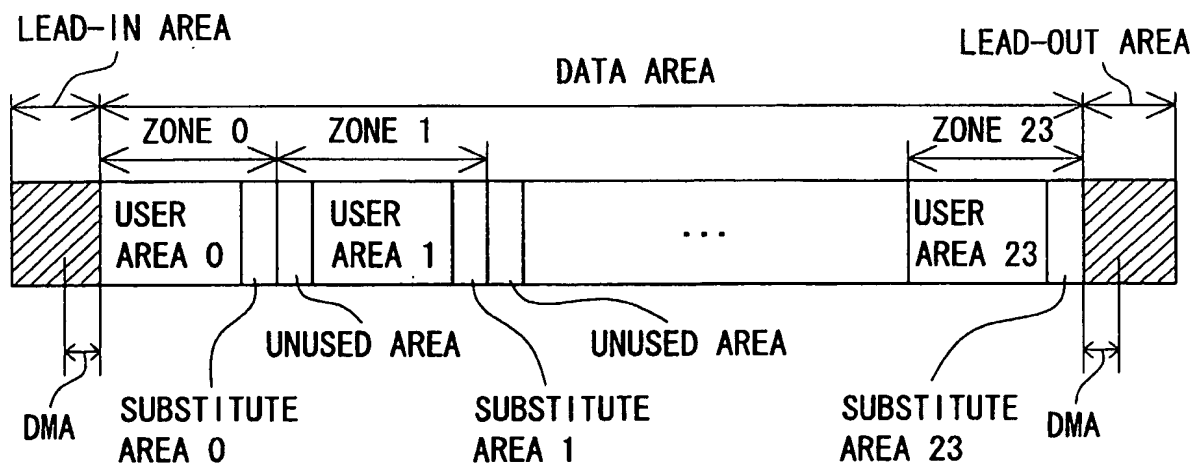 LEAD-IN AREA
LEAD-OUT AREA
DATA AREA
ZONE 0
ZONE 1
ZONE 23
USER
AREA 0
USER
AREA 1
...
USER
AREA 23
UNUSED AREA
UNUSED AREA
DMA
SUBSTITUTE
AREA 0
SUBSTITUTE
AREA 1
SUBSTITUTE
AREA 23
DMA